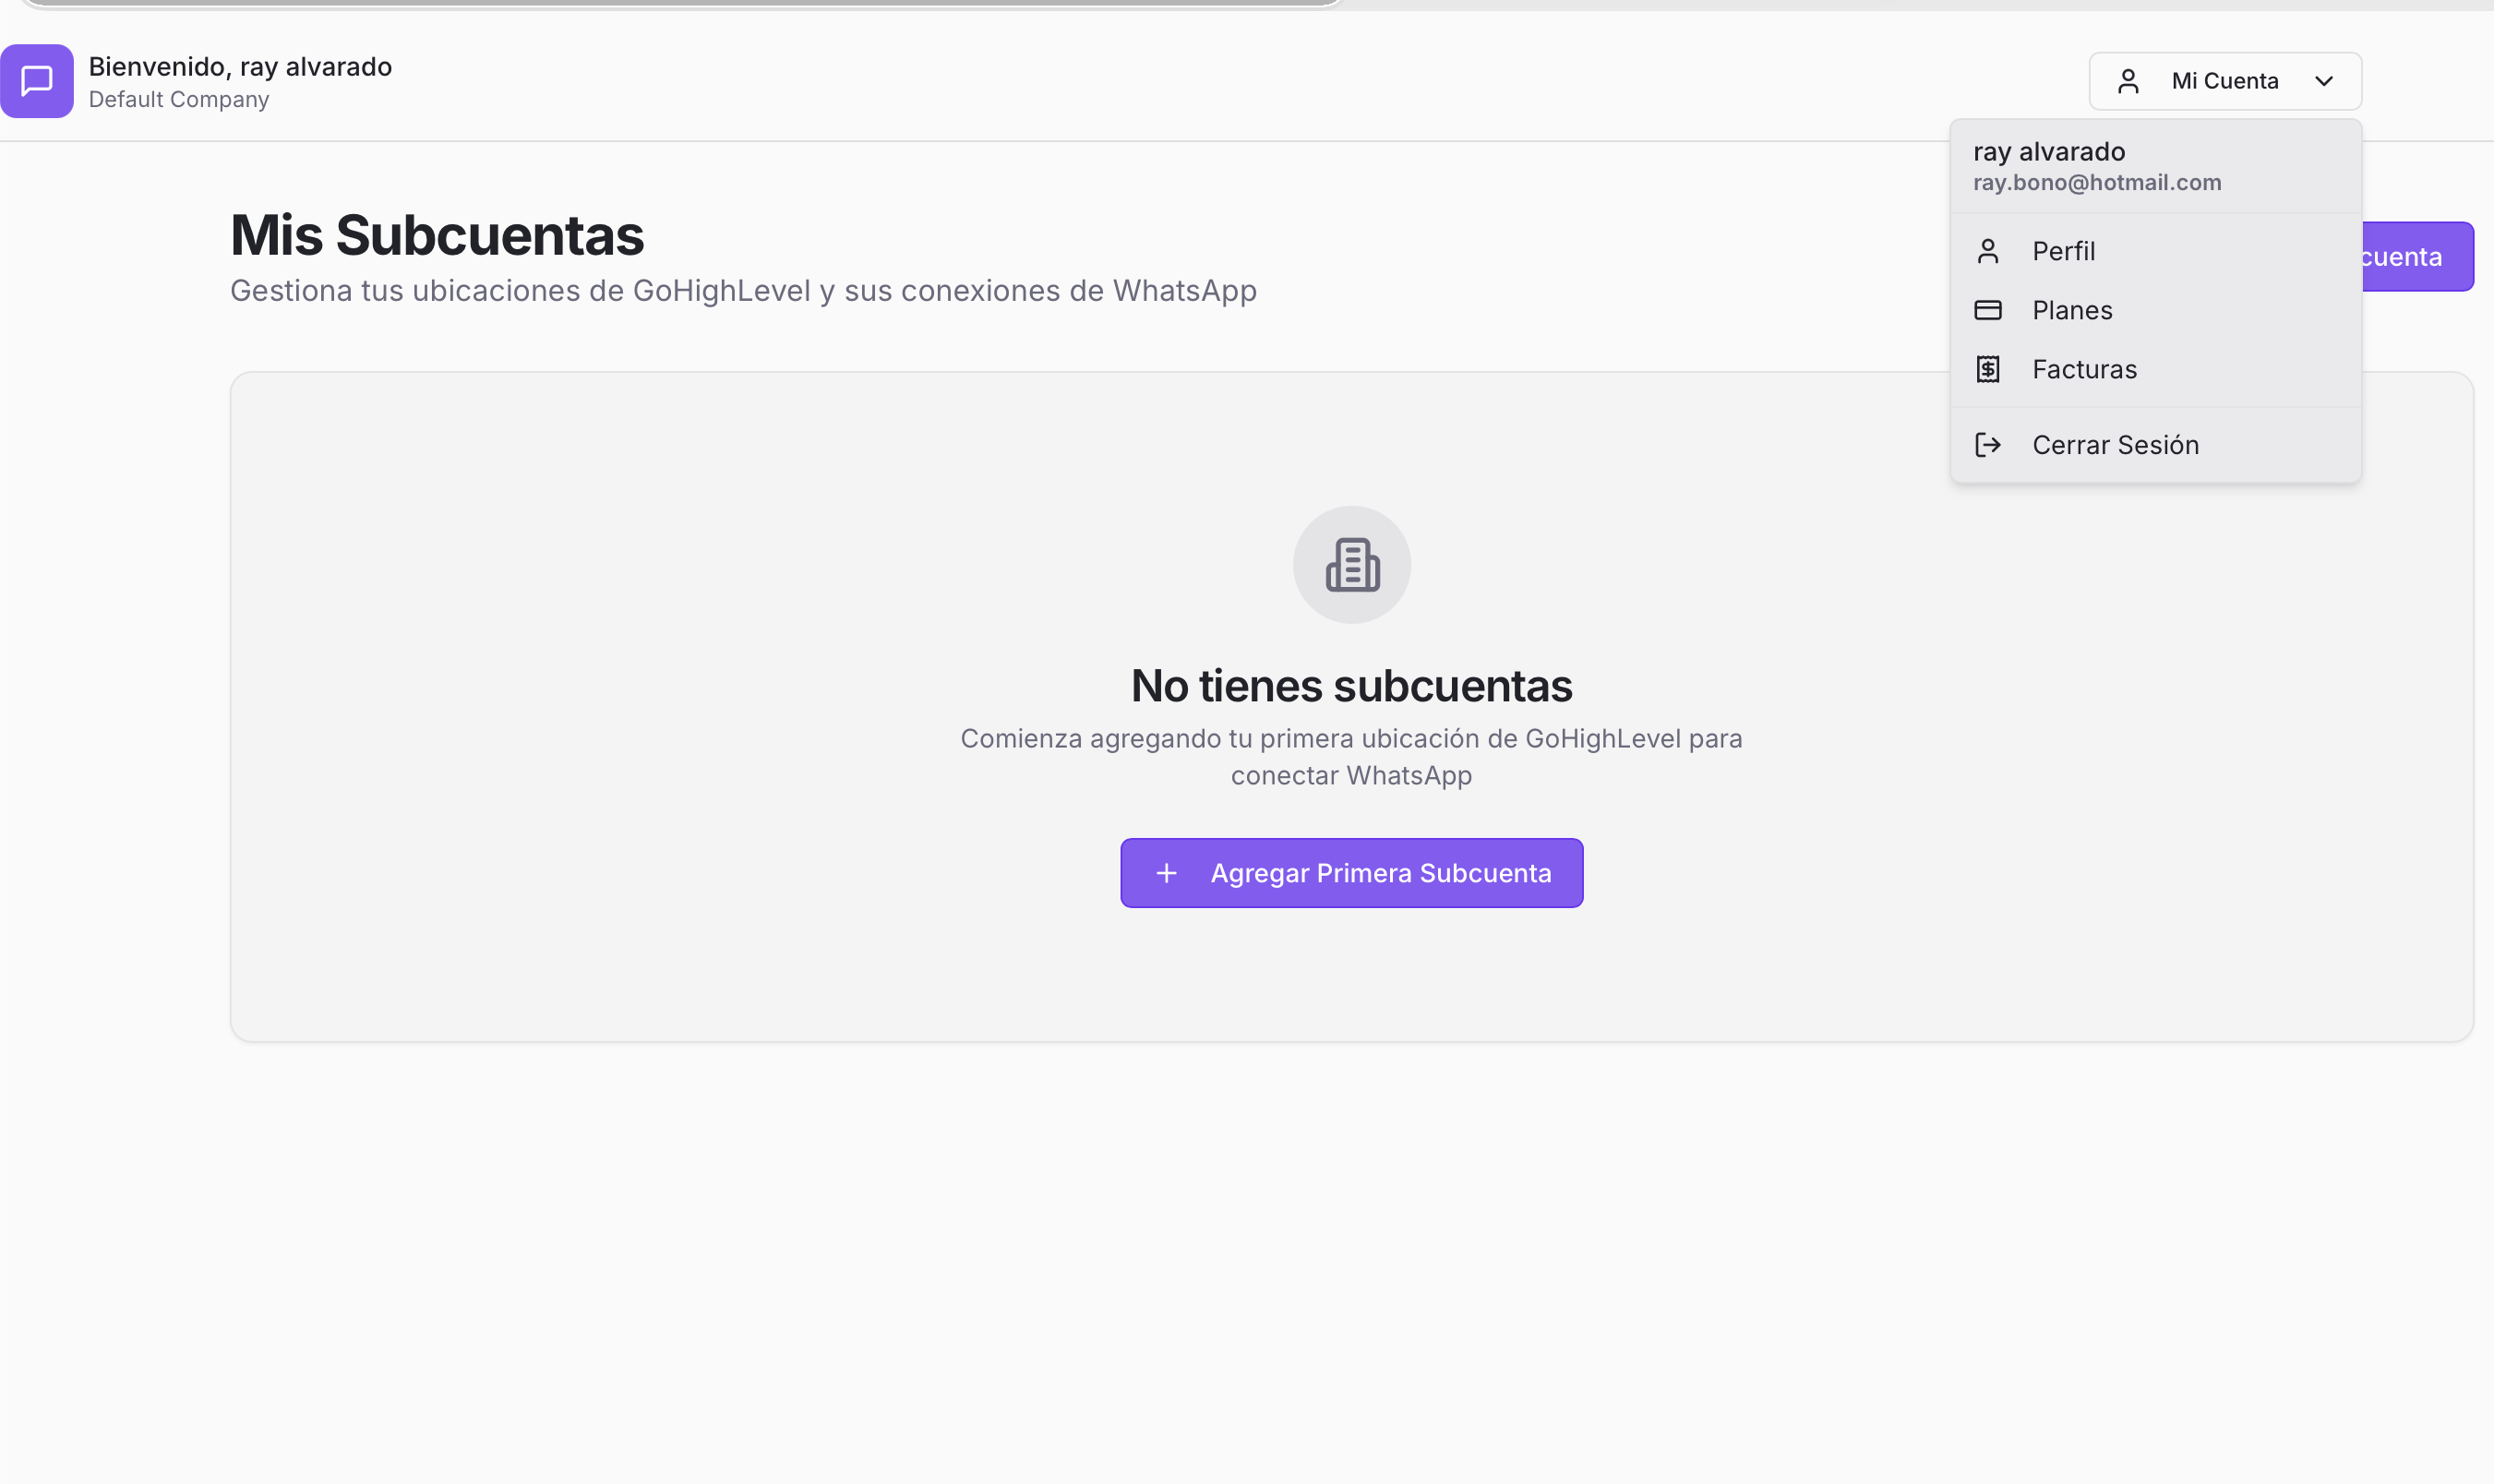 Bienvenido, ray alvarado
Default Company
Mi Cuenta
ray alvarado
ray.bono@hotmail.com
Perfil
Planes
Facturas
Cerrar Sesión
Mis Subcuentas
Gestiona tus ubicaciones de GoHighLevel y sus conexiones de WhatsApp
cuenta
No tienes subcuentas
Comienza agregando tu primera ubicación de GoHighLevel para
conectar WhatsApp
Agregar Primera Subcuenta